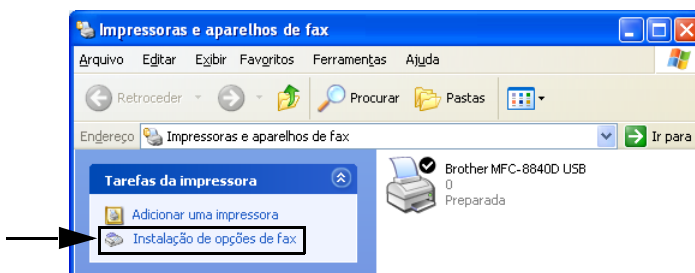 Impressoras e aparelhos de fax
Arquivo Editar Exibir Favoritos Ferramentas Ajuda
Retroceder Procurar Pastas
Endereço Impressoras e aparelhos de fax Ir para
Tarefas da impressora
Adicionar uma impressora
Instalação de opções de fax
Brother MFC-8840D USB
0
Preparada